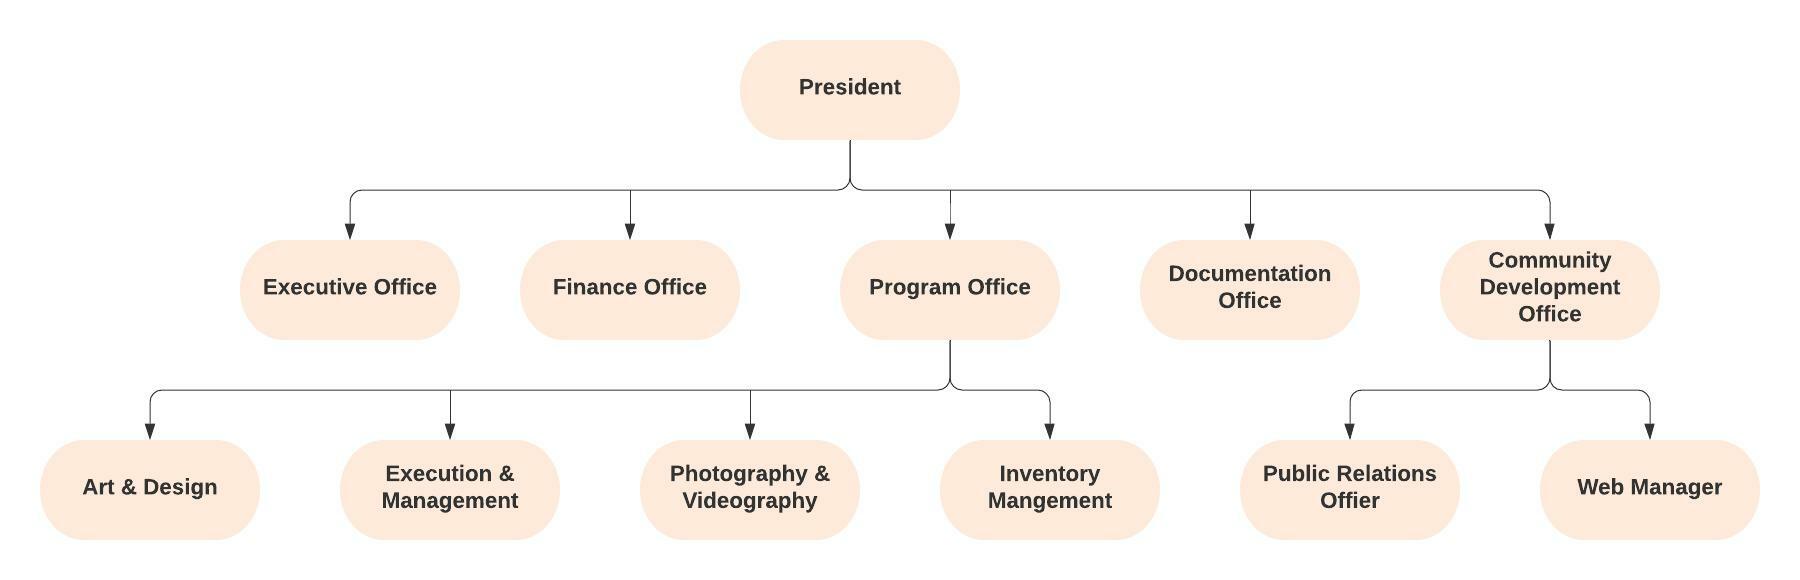 President
Executive Office
Finance Office
Program Office
Documentation
Office
Community
Development
Office
Art & Design
Execution &
Management
Photography &
Videography
Inventory
Mangement
Public Relations
Offier
Web Manager